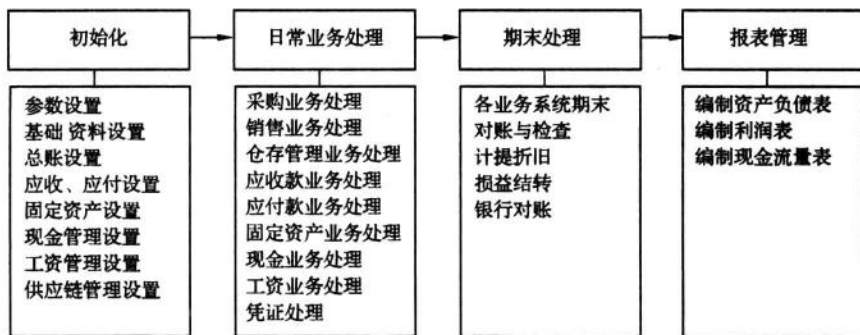 初始化
日常业务处理
期末处理
报表管理
参数设置
基础资料设置
总账设置
应收、应付设置
固定资产设置
现金管理设置
工资管理设置
供应链管理设置
采购业务处理
销售业务处理
仓存管理业务处理
应收款业务处理
应付款业务处理
固定资产业务处理
现金业务处理
工资业务处理
凭证处理
各业务系统期末
对账与检查
计提折旧
损益结转
银行对账
编制资产负债表
编制利润表
编制现金流量表